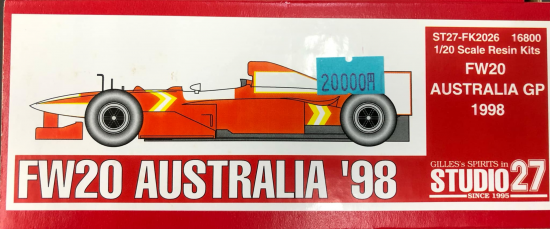 ST27-FK2026 16800
1/20 Scale Resin Kits
FW20
AUSTRALIA GP
1998
20000円
FW20 AUSTRALIA '98
GILLES's SPIRITS in
STUDIO27
SINCE 1995